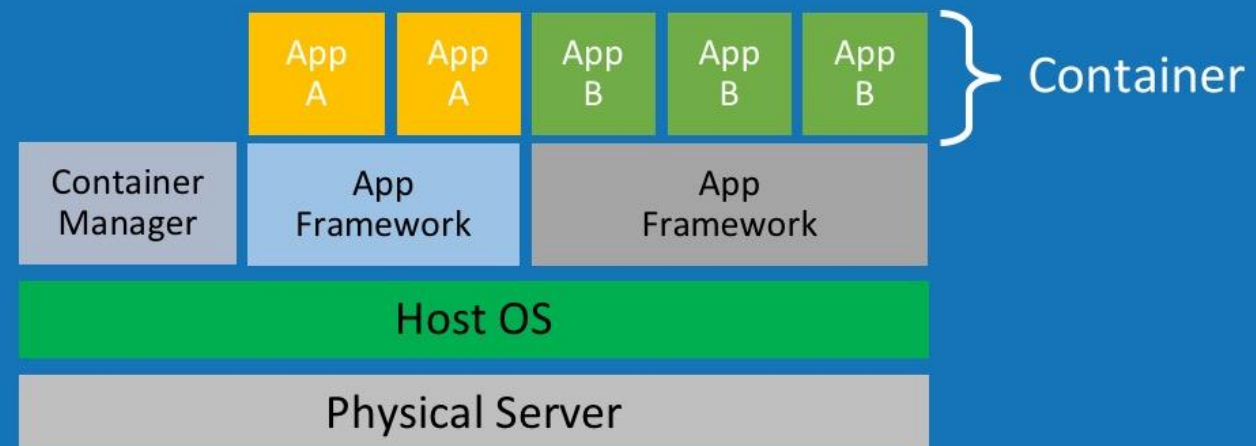 App
A
App
A
App
B
App
B
App
B
Container
Container
Manager
App
Framework
App
Framework
Host OS
Physical Server